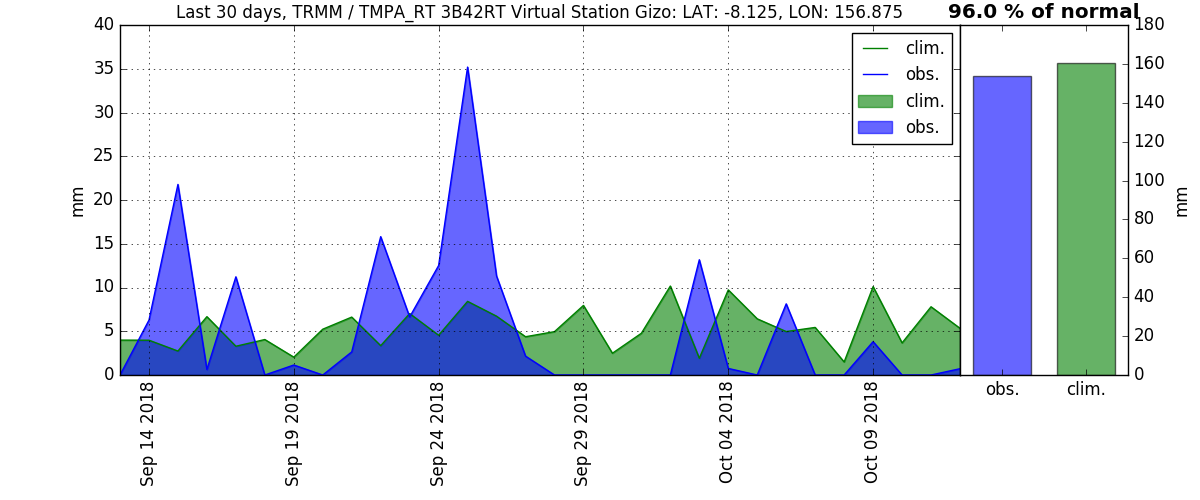 Last 30 days, TRMM / TMPA_RT 3B42RT Virtual Station Gizo: LAT: -8.125, LON: 156.875
96.0 % of normal
40
35
30
25
20
15
10
5
0
mm
clim.
obs.
clim.
obs.
180
160
140
120
100
80
60
40
20
0
mm
Sep 14 2018
Sep 19 2018
Sep 24 2018
Sep 29 2018
Oct 04 2018
Oct 09 2018
obs.
clim.